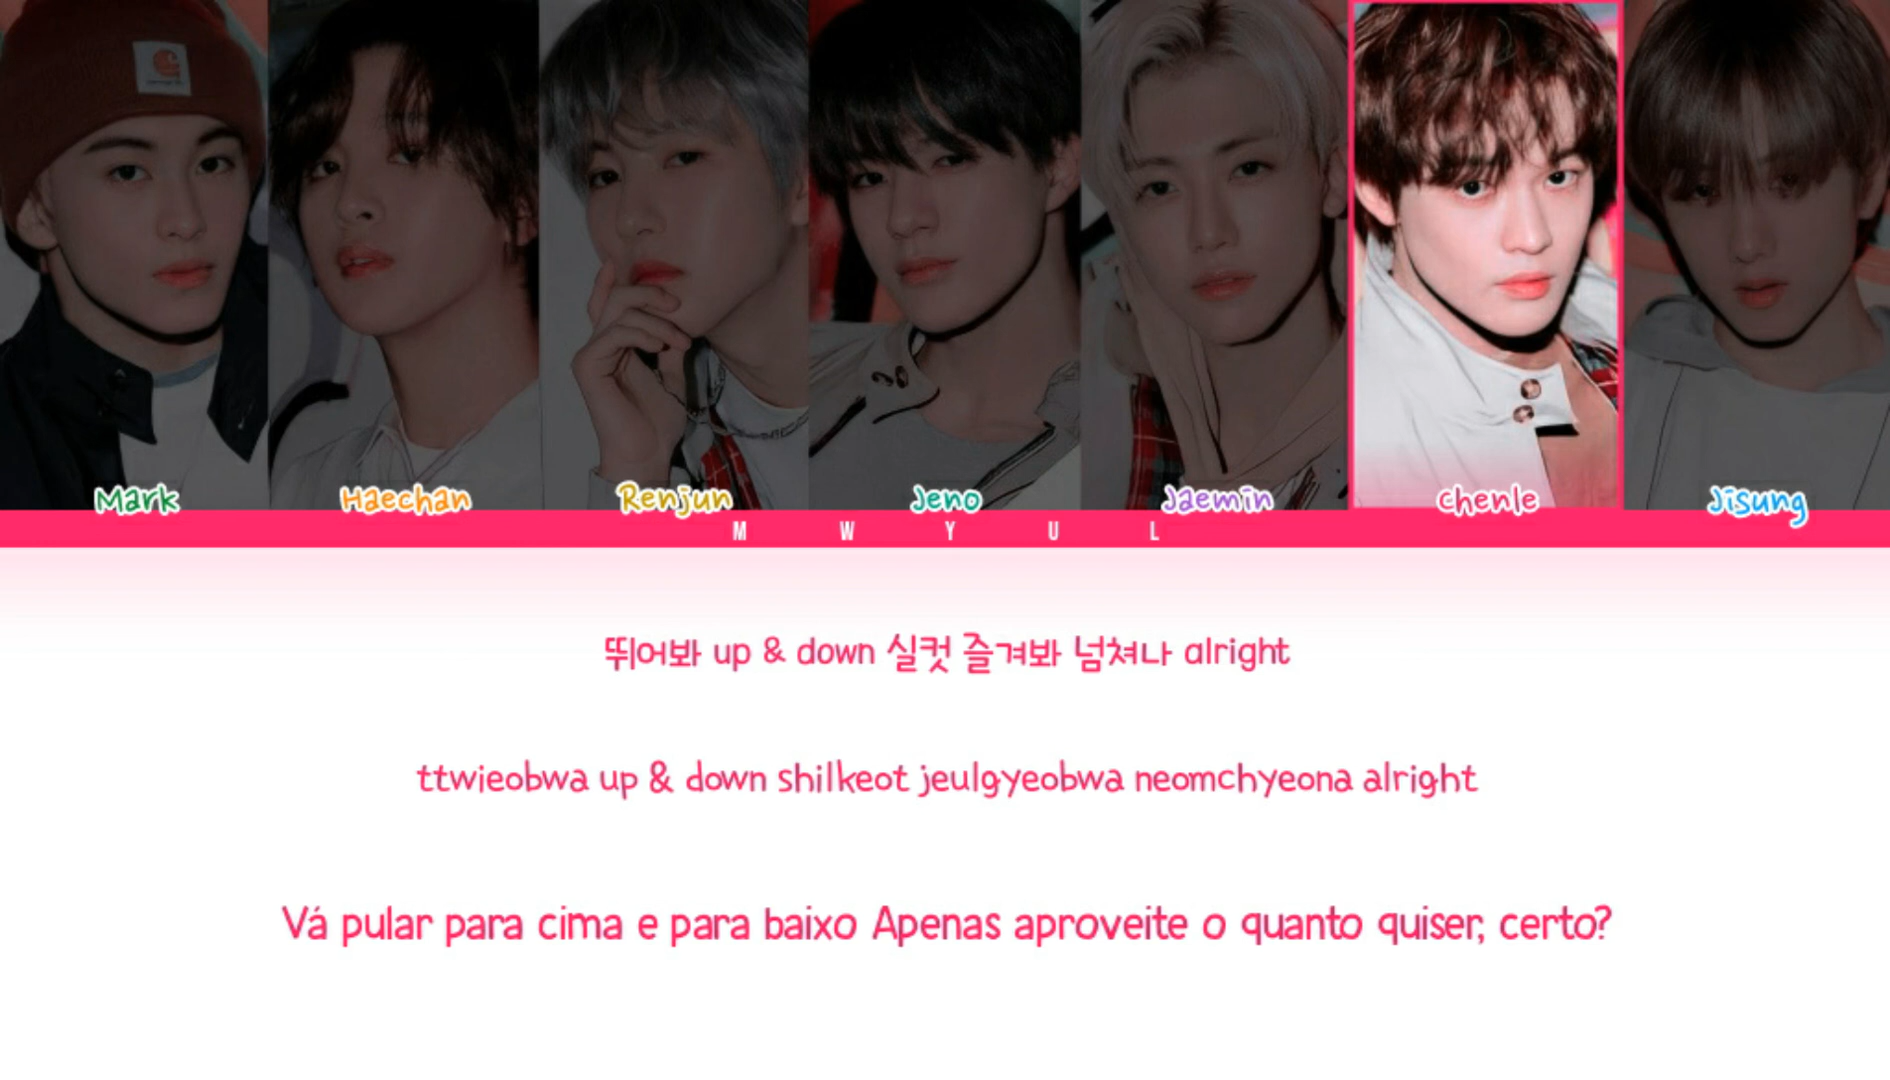 Mark Haechan Renjun Jeno Jaemin chenle Jisung
M W Y U L
뛰어봐 up & down 실컷 즐겨봐 넘쳐나 alright
ttwieobwa up & down shilkeot jeulgyeobwa neomchyeona alright
Vá pular para cima e para baixo Apenas aproveite o quanto quiser, certo?